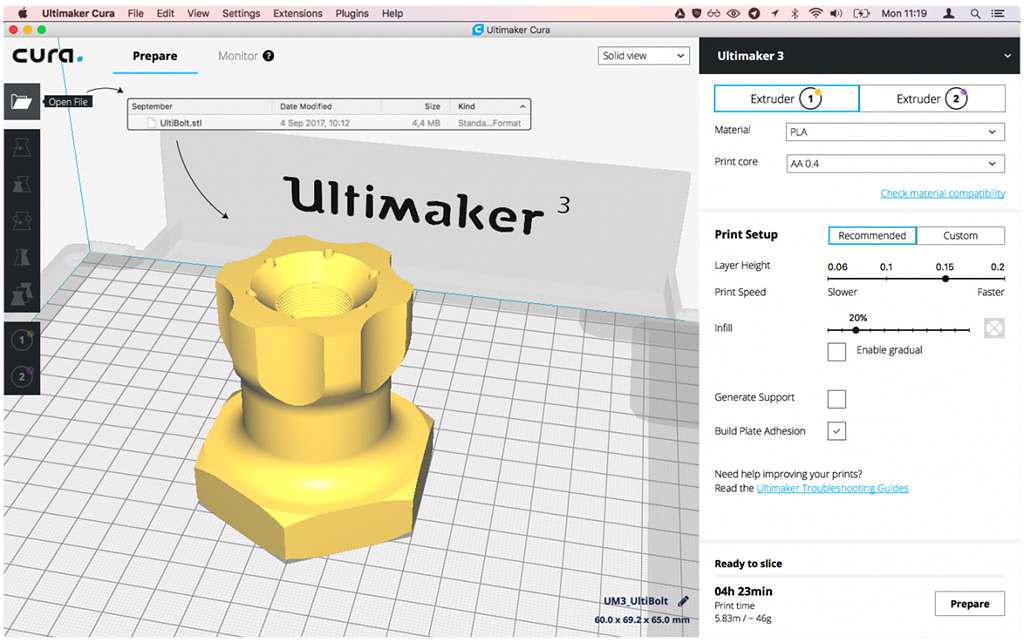 Ultimaker Cura File Edit View Settings Extensions Plugins Help Mon 11:19
Ultimaker Cura
cura.
Prepare Monitor ?
Solid view
Ultimaker 3
Open File
September Date Modified Size Kind
UltiBolt.stl 4 Sep 2017, 10:12 4,4 MB Standa...Format
Ultimaker 3
1
2
Extruder 1 Extruder 2
Material PLA
Print core AA 0.4
Check material compatibility
Print Setup Recommended Custom
Layer Height 0.06 0.1 0.15 0.2
Print Speed Slower Faster
20%
Infill
Enable gradual
Generate Support
Build Plate Adhesion
Need help improving your prints?
Read the Ultimaker Troubleshooting Guides
UM3_UltiBolt
60.0 x 69.2 x 65.0 mm
Ready to slice
04h 23min
Print time
5.83m / ~ 46g
Prepare